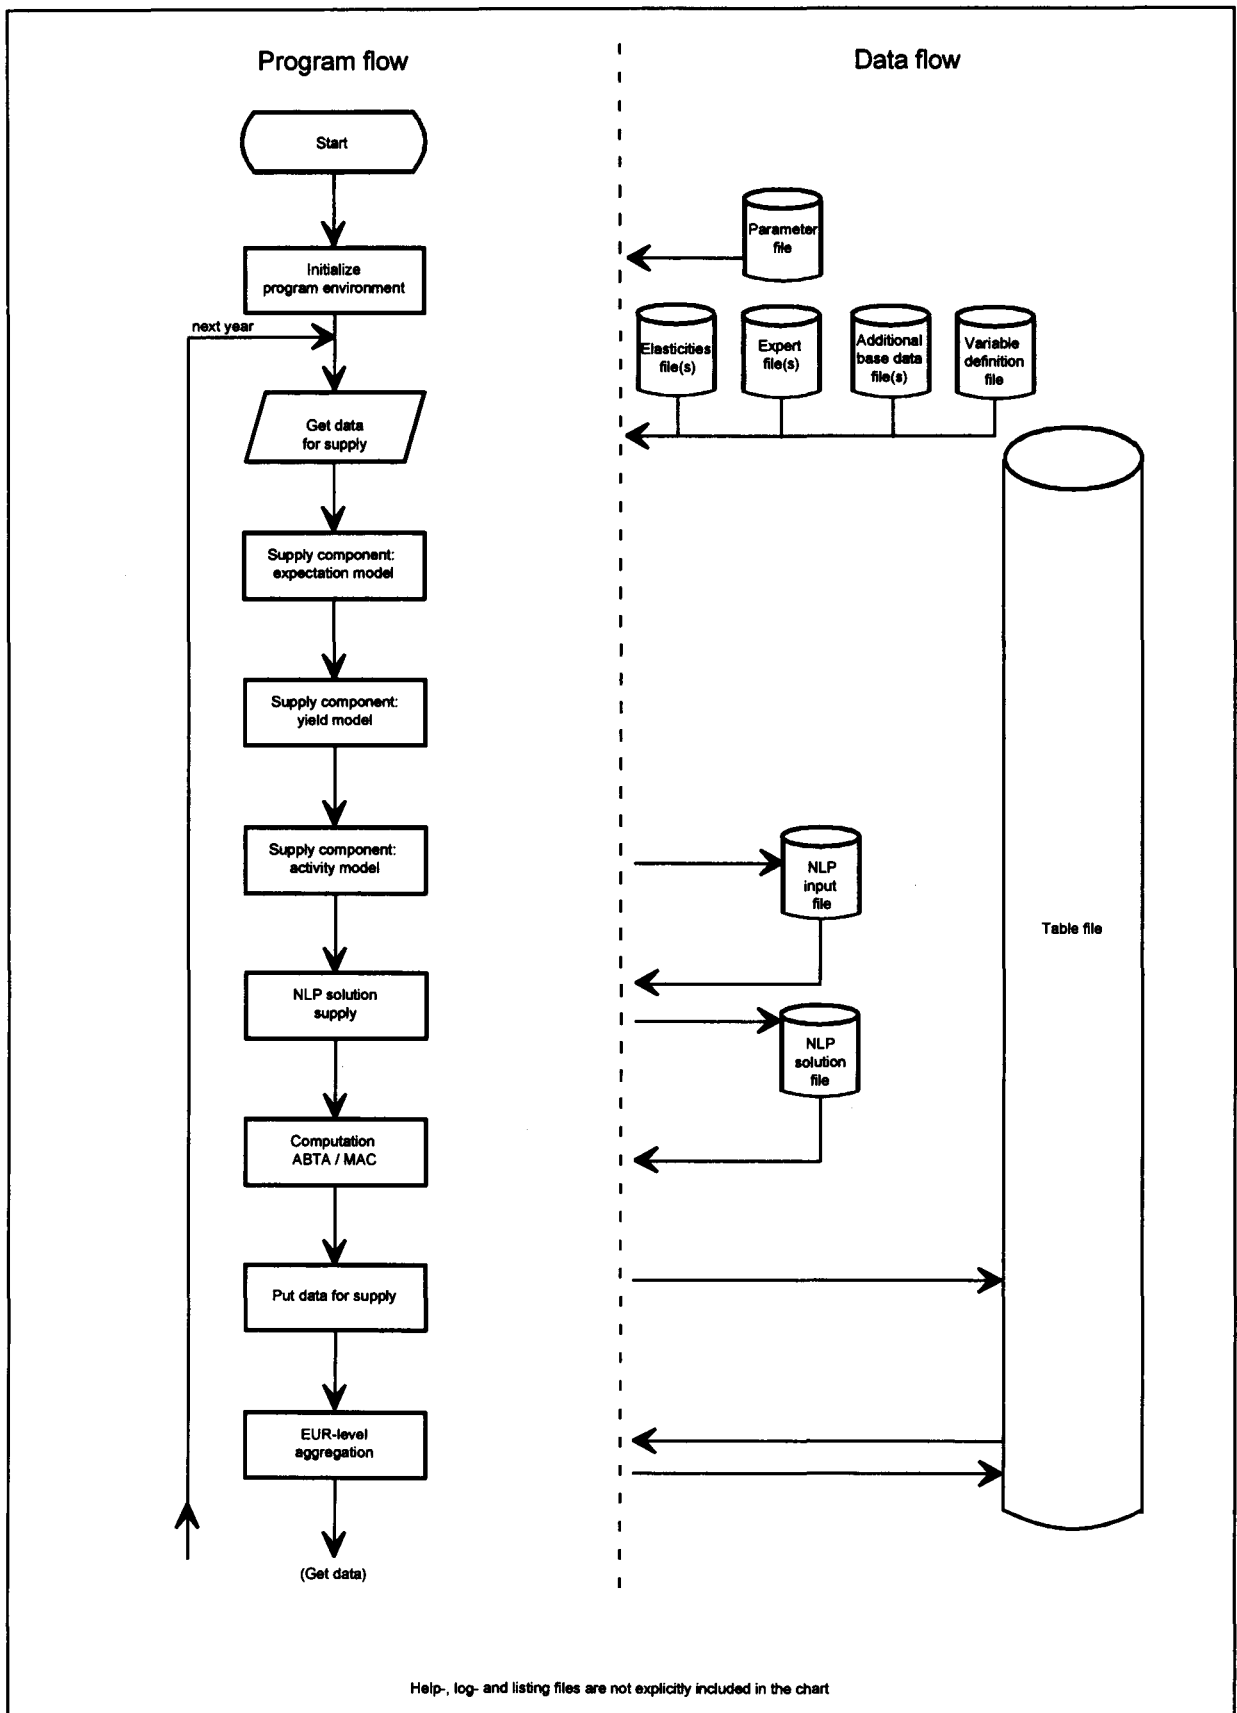 Program flow
Data flow
Start
Parameter
file
Initialize
program environment
next year
Elasticities
file(s)
Expert
file(s)
Additional
base data
file(s)
Variable
definition
file
Get data
for supply
Supply component:
expectation model
Supply component:
yield model
Supply component:
activity model
NLP
input
file
Table file
NLP solution
supply
NLP
solution
file
Computation
ABTA / MAC
Put data for supply
EUR-level
aggregation
(Get data)
Help-, log- and listing files are not explicitly included in the chart